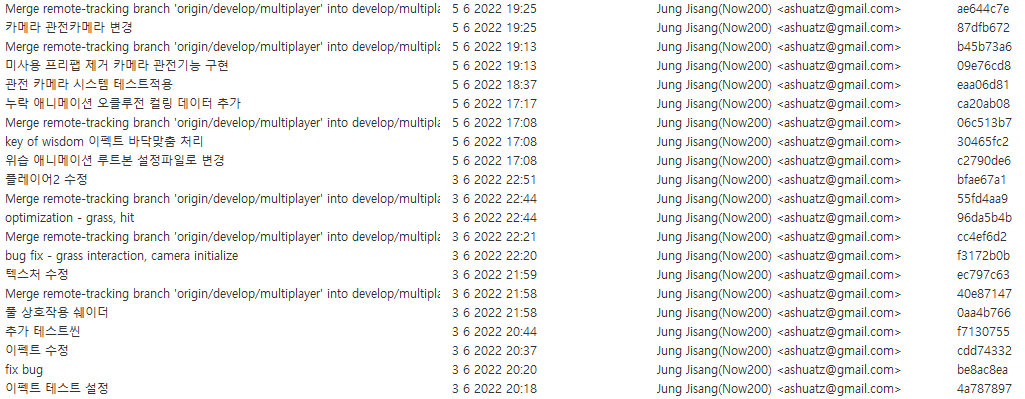 Merge remote-tracking branch 'origin/develop/multiplayer' into develop/multipla 5 6 2022 19:25 Jung Jisang(Now200) <ashuatz@gmail.com> ae644c7e
카메라 관전카메라 변경 5 6 2022 19:25 Jung Jisang(Now200) <ashuatz@gmail.com> 87dfb672
Merge remote-tracking branch 'origin/develop/multiplayer' into develop/multipla 5 6 2022 19:13 Jung Jisang(Now200) <ashuatz@gmail.com> b45b73a6
미사용 프리팹 제거 카메라 관전기능 구현 5 6 2022 19:13 Jung Jisang(Now200) <ashuatz@gmail.com> 09e76cd8
관전 카메라 시스템 테스트적용 5 6 2022 18:37 Jung Jisang(Now200) <ashuatz@gmail.com> eaa06d81
누락 애니메이션 오클루전 컬링 데이터 추가 5 6 2022 17:17 Jung Jisang(Now200) <ashuatz@gmail.com> ca20ab08
Merge remote-tracking branch 'origin/develop/multiplayer' into develop/multipla 5 6 2022 17:08 Jung Jisang(Now200) <ashuatz@gmail.com> 06c513b7
key of wisdom 이펙트 바닥맞춤 처리 5 6 2022 17:08 Jung Jisang(Now200) <ashuatz@gmail.com> 30465fc2
위습 애니메이션 루트본 설정파일로 변경 5 6 2022 17:08 Jung Jisang(Now200) <ashuatz@gmail.com> c2790de6
플레이어2 수정 3 6 2022 22:51 Jung Jisang(Now200) <ashuatz@gmail.com> bfae67a1
Merge remote-tracking branch 'origin/develop/multiplayer' into develop/multipla 3 6 2022 22:44 Jung Jisang(Now200) <ashuatz@gmail.com> 55fd4aa9
optimization - grass, hit 3 6 2022 22:44 Jung Jisang(Now200) <ashuatz@gmail.com> 96da5b4b
Merge remote-tracking branch 'origin/develop/multiplayer' into develop/multipla 3 6 2022 22:21 Jung Jisang(Now200) <ashuatz@gmail.com> cc4ef6d2
bug fix - grass interaction, camera initialize 3 6 2022 22:20 Jung Jisang(Now200) <ashuatz@gmail.com> f3172b0b
텍스처 수정 3 6 2022 21:59 Jung Jisang(Now200) <ashuatz@gmail.com> ec797c63
Merge remote-tracking branch 'origin/develop/multiplayer' into develop/multipla 3 6 2022 21:58 Jung Jisang(Now200) <ashuatz@gmail.com> 40e87147
풀 상호작용 쉐이더 3 6 2022 21:58 Jung Jisang(Now200) <ashuatz@gmail.com> 0aa4b766
추가 테스트씬 3 6 2022 20:44 Jung Jisang(Now200) <ashuatz@gmail.com> f7130755
이펙트 수정 3 6 2022 20:37 Jung Jisang(Now200) <ashuatz@gmail.com> cdd74332
fix bug 3 6 2022 20:20 Jung Jisang(Now200) <ashuatz@gmail.com> be8ac8ea
이펙트 테스트 설정 3 6 2022 20:18 Jung Jisang(Now200) <ashuatz@gmail.com> 4a787897